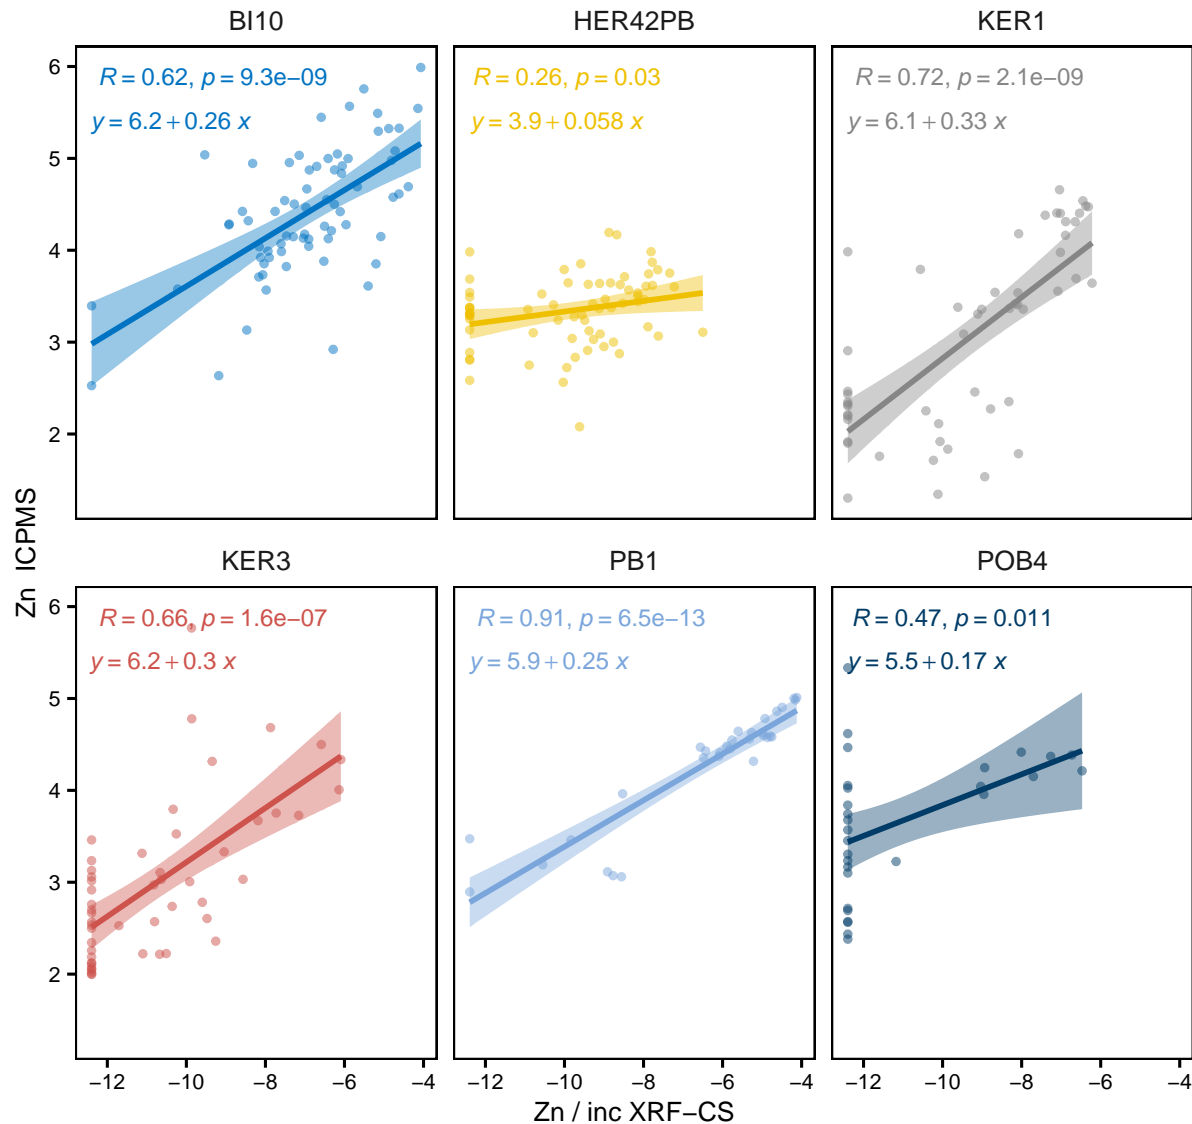 BI10 HER42PB KER1
R = 0.62, p = 9.3e−09
y = 6.2 + 0.26 x
R = 0.26, p = 0.03
y = 3.9 + 0.058 x
R = 0.72, p = 2.1e−09
y = 6.1 + 0.33 x
6
5
4
3
2
Zn ICPMS
KER3 PB1 POB4
R = 0.66, p = 1.6e−07
y = 6.2 + 0.3 x
R = 0.91, p = 6.5e−13
y = 5.9 + 0.25 x
R = 0.47, p = 0.011
y = 5.5 + 0.17 x
6
5
4
3
2
−12 −10 −8 −6 −4 −12 −10 −8 −6 −4 −12 −10 −8 −6 −4
Zn / inc XRF−CS